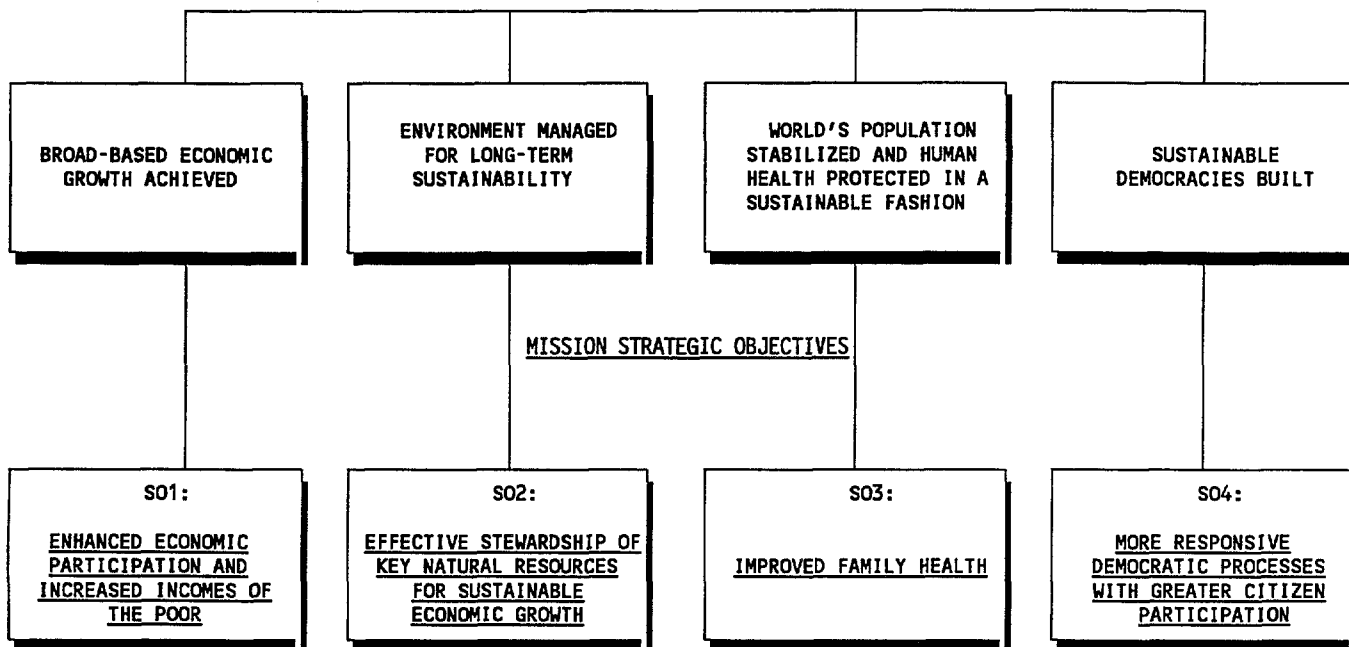 BROAD-BASED ECONOMIC
GROWTH ACHIEVED
ENVIRONMENT MANAGED
FOR LONG-TERM
SUSTAINABILITY
WORLD'S POPULATION
STABILIZED AND HUMAN
HEALTH PROTECTED IN A
SUSTAINABLE FASHION
SUSTAINABLE
DEMOCRACIES BUILT
MISSION STRATEGIC OBJECTIVES
SO1:
ENHANCED ECONOMIC
PARTICIPATION AND
INCREASED INCOMES OF
THE POOR
SO2:
EFFECTIVE STEWARDSHIP OF
KEY NATURAL RESOURCES
FOR SUSTAINABLE
ECONOMIC GROWTH
SO3:
IMPROVED FAMILY HEALTH
SO4:
MORE RESPONSIVE
DEMOCRATIC PROCESSES
WITH GREATER CITIZEN
PARTICIPATION